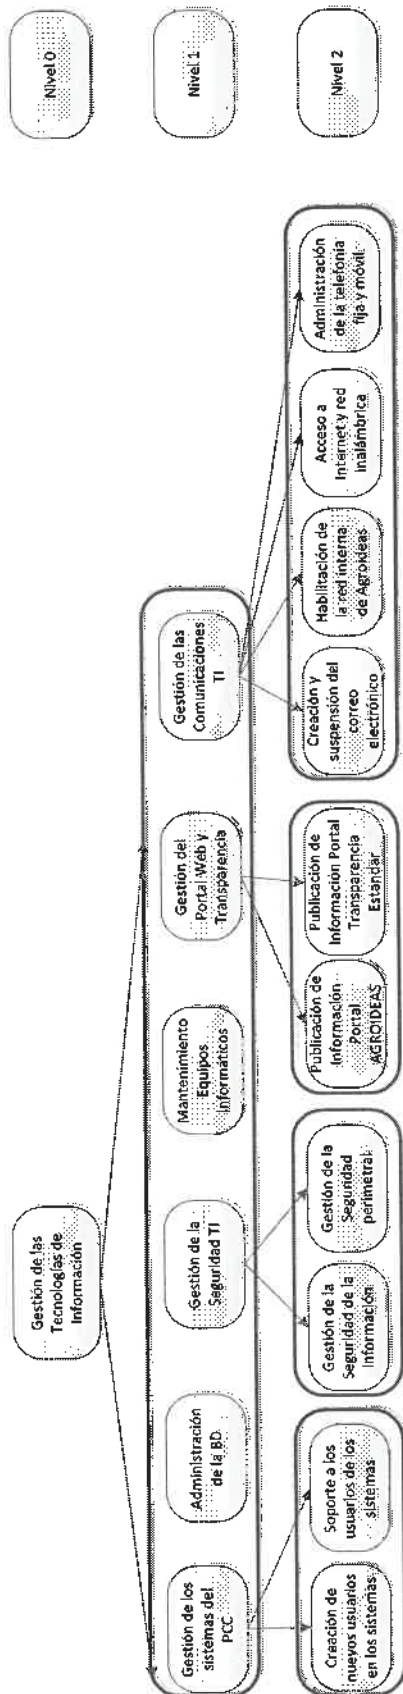 Gestión de las
Tecnologías de
Información
Nivel 0
Gestión de los
sistemas del
PCC
Administración
de la BD
Gestión de la
Seguridad TI
Mantenimiento
Equipos
Informáticos
Gestión del
Portal Web y
Transparencia
Gestión de las
Comunicaciones
TI
Nivel 1
Creación de
nuevos usuarios
en los sistemas
Soporte a los
usuarios de los
sistemas
Gestión de la
Seguridad de la
Información
Gestión de la
Seguridad
perimetral
Publicación de
Información
Portal
AGROIDEAS
Publicación de
Información Portal
Transparencia
Estándar
Creación y
suspensión del
correo
electrónico
Habilitación de
la red interna
de Agroideas
Acceso a
Internet y red
inalámbrica
Administración
de la telefonía
fija y móvil
Nivel 2